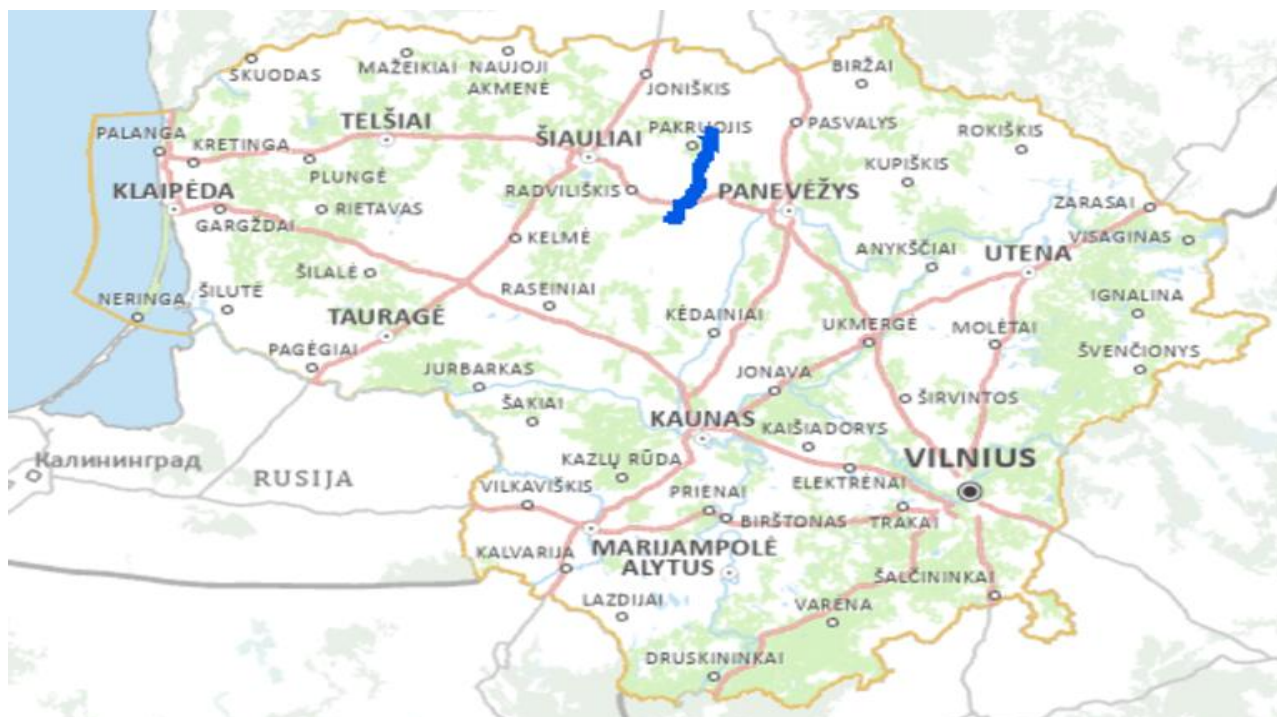 SKUODAS
MAŽEIKIAI
NAUJOJI
AKMENĖ
JONIŠKIS
BIRŽAI
PALANGA
KRETINGA
TELŠIAI
PLUNGĖ
ŠIAULIAI
PAKRUOJIS
PASVALYS
ROKIŠKIS
KUPIŠKIS
KLAIPĖDA
GARGŽDAI
RIETAVAS
RADVILIŠKIS
PANEVĖŽYS
ZARASAI
VISAGINAS
KELMĖ
ANYKŠČIAI
UTENA
ŠILALĖ
NERINGA
ŠILUTĖ
RASEINIAI
KĖDAINIAI
IGNALINA
TAURAGĖ
UKMERGĖ
MOLĖTAI
ŠVENČIONYS
PAGĖGIAI
JURBARKAS
JONAVA
ŠAKIAI
ŠIRVINTOS
KAUNAS
KAIŠIADORYS
Калининград
RUSIJA
KAZLŲ RŪDA
VILNIUS
VILKAVIŠKIS
PRIENAI
ELEKTRĖNAI
BIRŠTONAS
TRAKAI
KALVARIJA
MARIJAMPOLĖ
ALYTUS
ŠALČININKAI
LAZDIJAI
VARĖNA
DRUSKININKAI